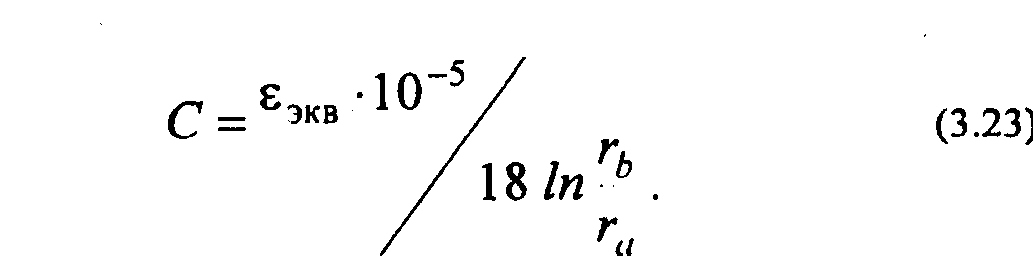 C = ε_экв · 10^−5 / 18 ln r_b / r_a . (3.23)